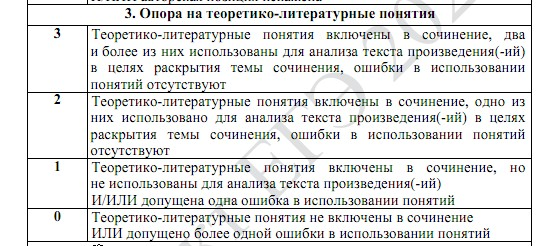 3. Опора на теоретико-литературные понятия
3
Теоретико-литературные понятия включены в сочинение, два
и более из них использованы для анализа текста произведения(-ий)
в целях раскрытия темы сочинения, ошибки в использовании
понятий отсутствуют
2
Теоретико-литературные понятия включены в сочинение, одно из
них использовано для анализа текста произведения(-ий) в целях
раскрытия темы сочинения, ошибки в использовании понятий
отсутствуют
1
Теоретико-литературные понятия включены в сочинение, но
не использованы для анализа текста произведения(-ий)
И/ИЛИ допущена одна ошибка в использовании понятий
0
Теоретико-литературные понятия не включены в сочинение
ИЛИ допущено более одной ошибки в использовании понятий
ЕГЭ